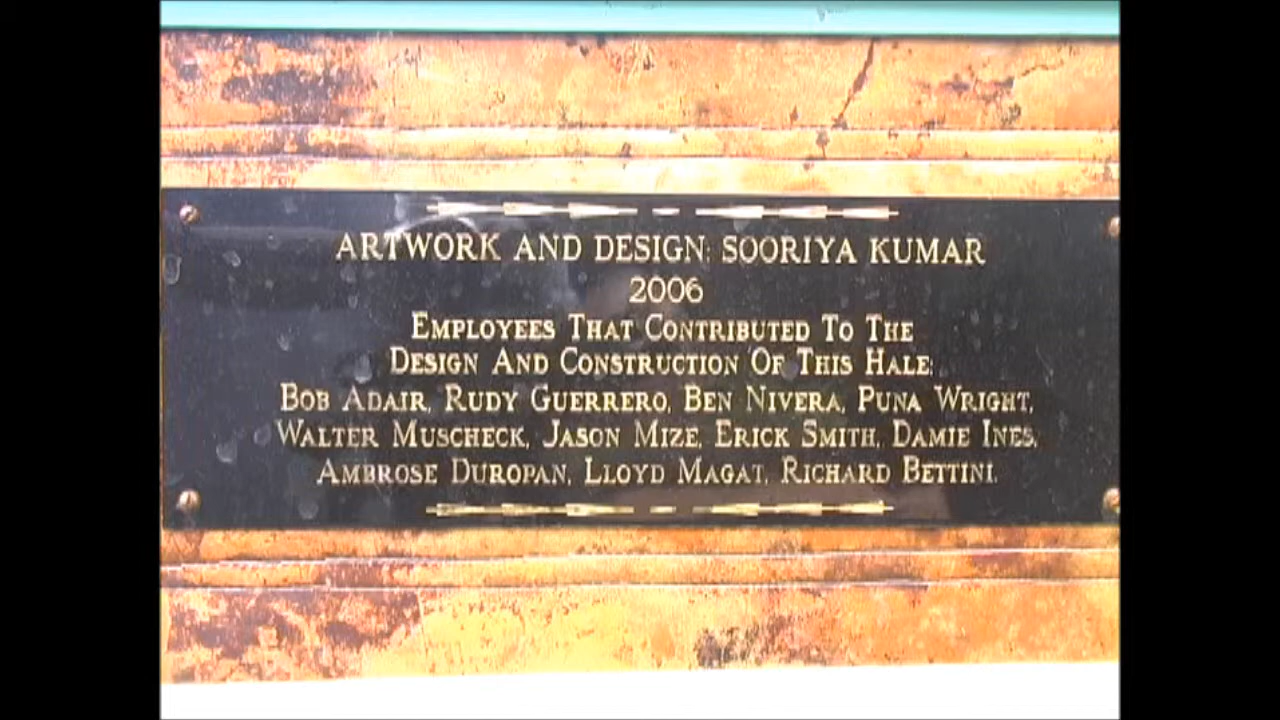 ARTWORK AND DESIGN: SOORIYA KUMAR
2006
EMPLOYEES THAT CONTRIBUTED TO THE
DESIGN AND CONSTRUCTION OF THIS HALE:
BOB ADAIR, RUDY GUERRERO, BEN NIVERA, PUNA WRIGHT,
WALTER MUSCHECK, JASON MIZE, ERICK SMITH, DAMIE INES,
AMBROSE DUROPAN, LLOYD MAGAT, RICHARD BETTINI.